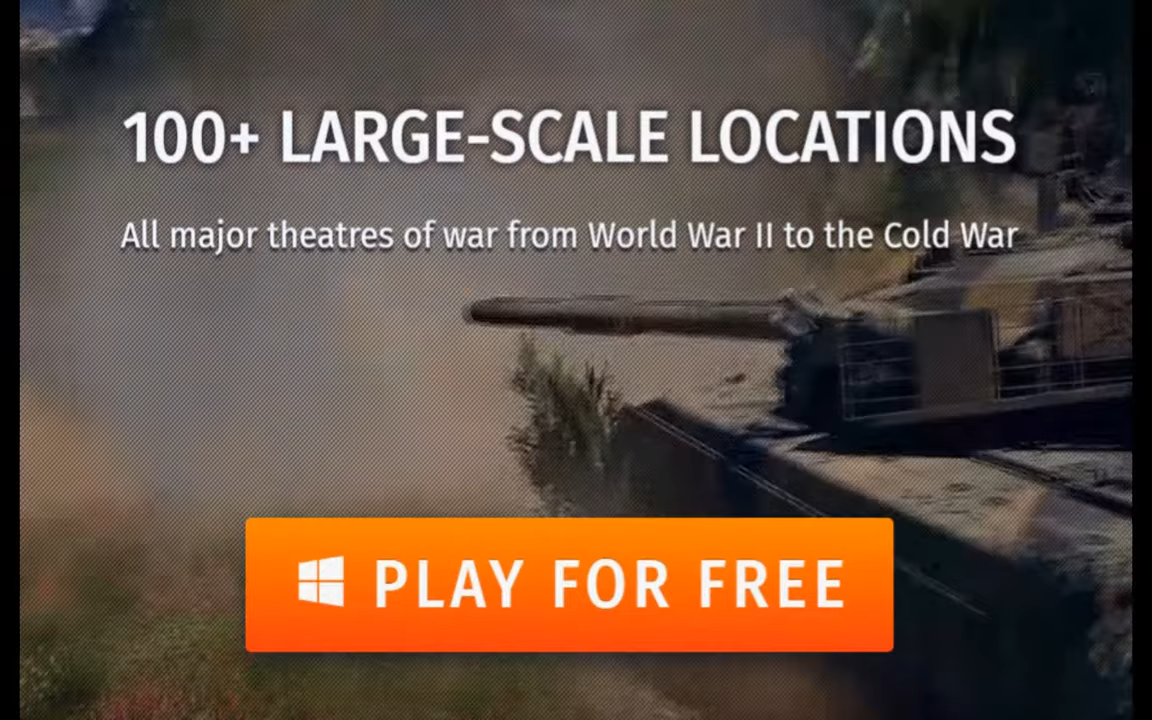 100+ LARGE-SCALE LOCATIONS
All major theatres of war from World War II to the Cold War
PLAY FOR FREE